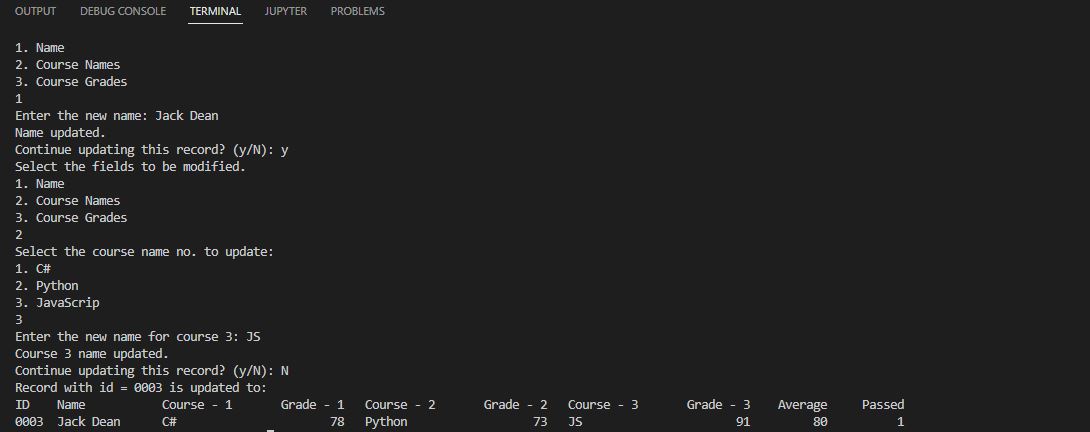 OUTPUT DEBUG CONSOLE TERMINAL JUPYTER PROBLEMS
1. Name
2. Course Names
3. Course Grades
1
Enter the new name: Jack Dean
Name updated.
Continue updating this record? (y/N): y
Select the fields to be modified.
1. Name
2. Course Names
3. Course Grades
2
Select the course name no. to update:
1. C#
2. Python
3. JavaScrip
3
Enter the new name for course 3: JS
Course 3 name updated.
Continue updating this record? (y/N): N
Record with id = 0003 is updated to:
ID Name Course - 1 Grade - 1 Course - 2 Grade - 2 Course - 3 Grade - 3 Average Passed
0003 Jack Dean C# 78 Python 73 JS 91 80 1